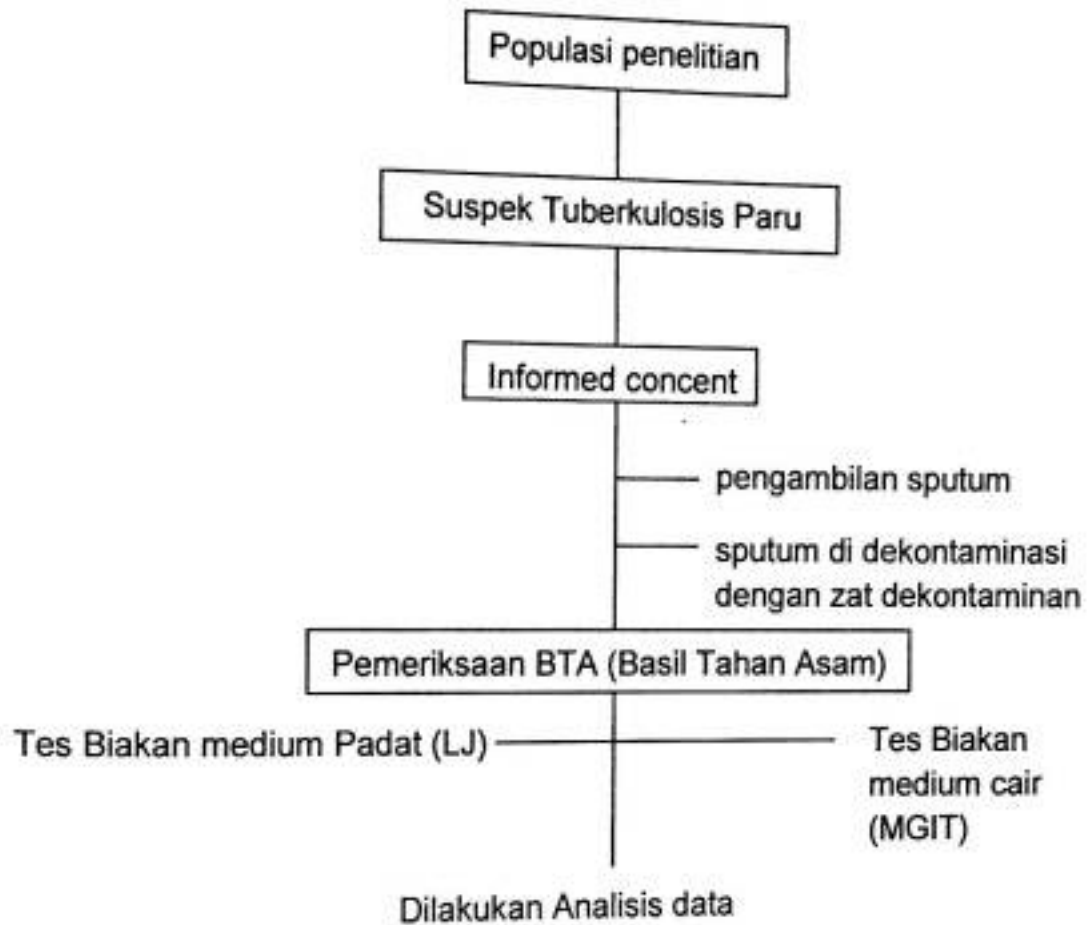 Populasi penelitian
Suspek Tuberkulosis Paru
Informed concent
pengambilan sputum
sputum di dekontaminasi
dengan zat dekontaminan
Pemeriksaan BTA (Basil Tahan Asam)
Tes Biakan medium Padat (LJ)
Tes Biakan
medium cair
(MGIT)
Dilakukan Analisis data